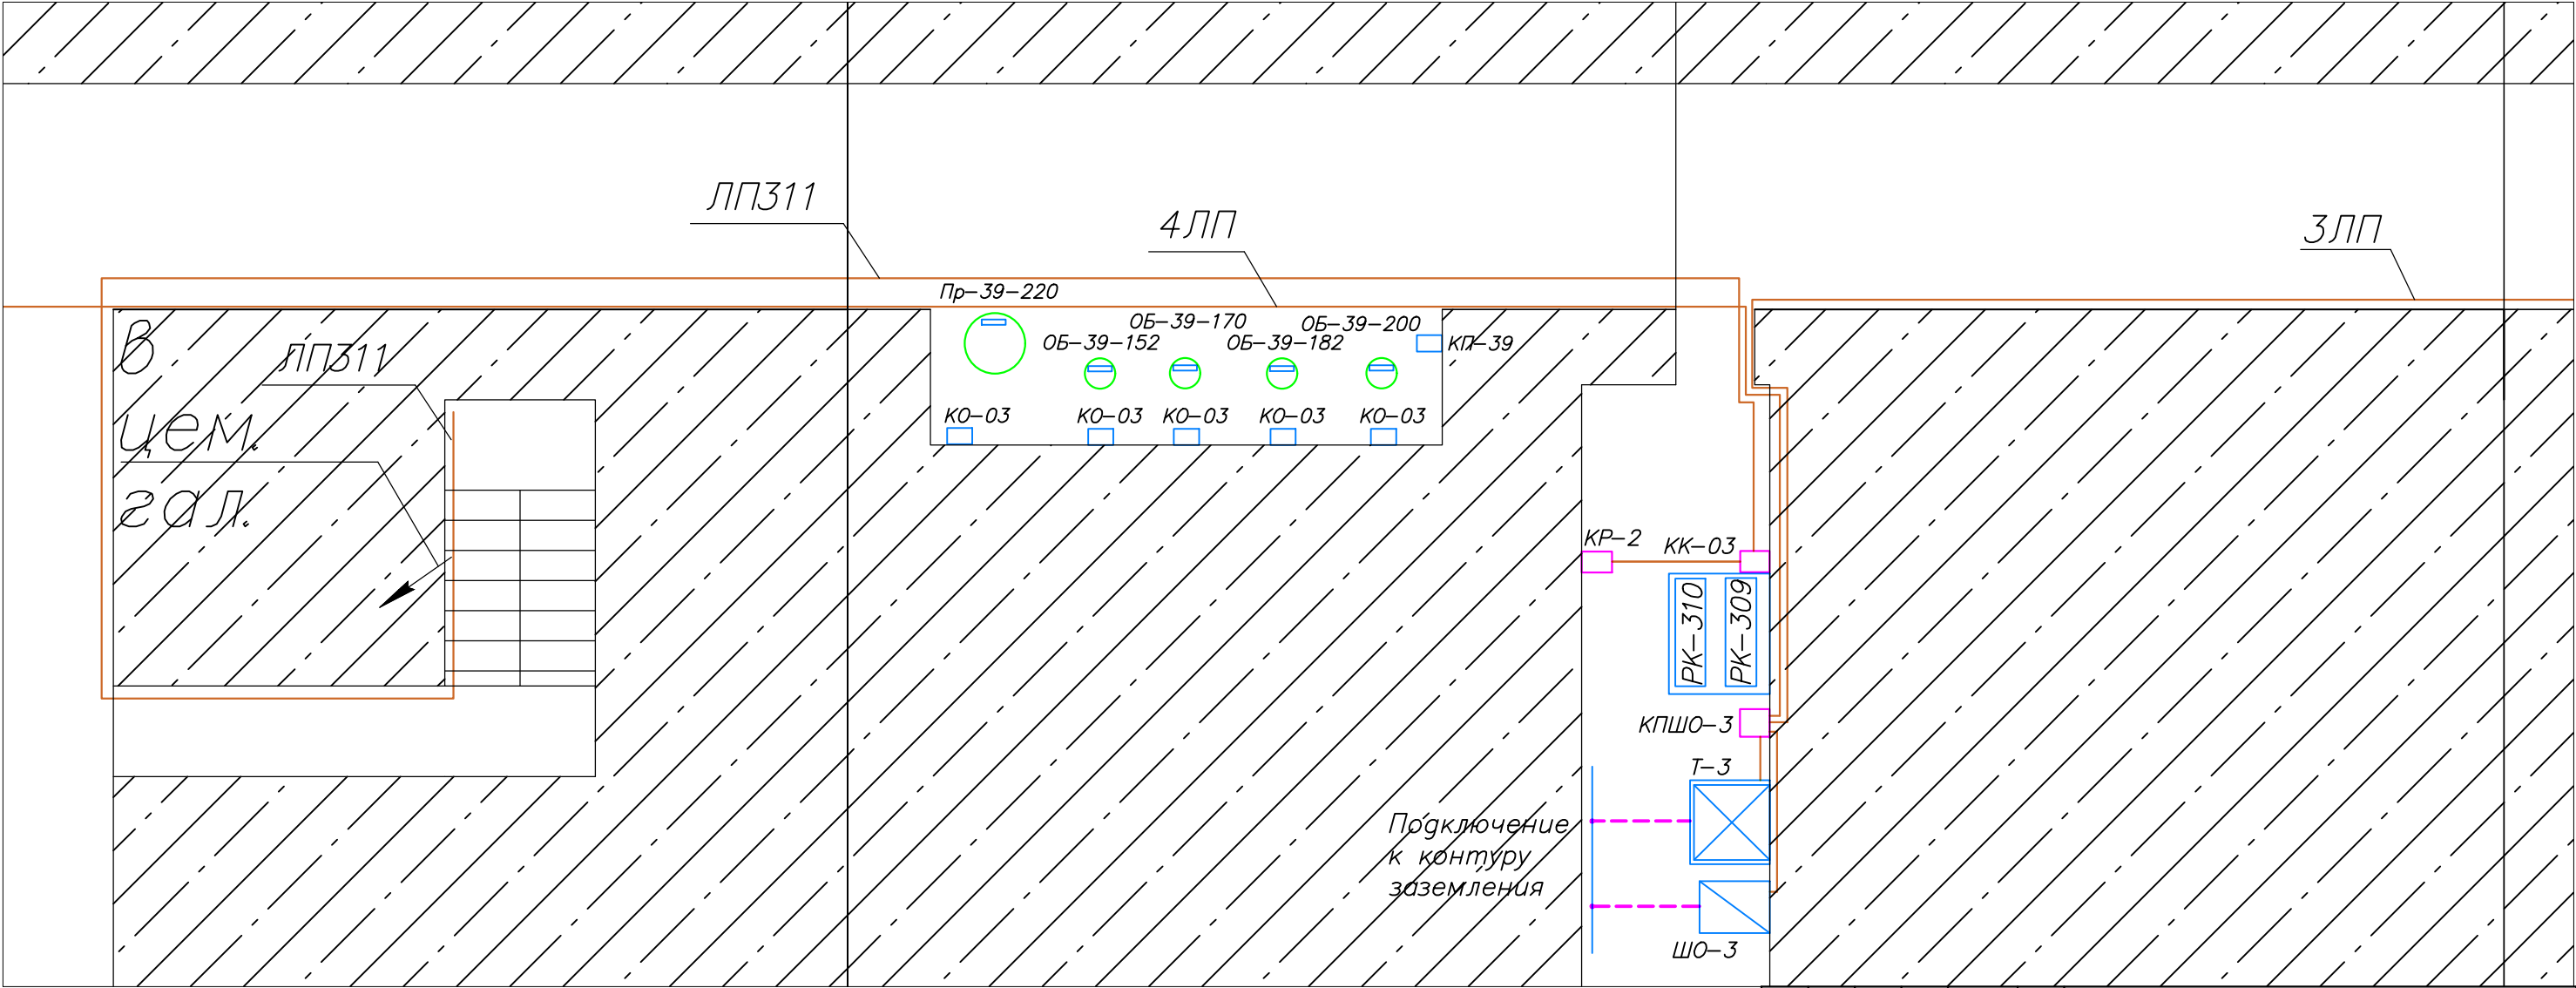 ЛП311
4ЛП
3ЛП
Пр-39-220
ОБ-39-170
ОБ-39-200
ОБ-39-152
ОБ-39-182
КП-39
В
цем.
гал.
ЛП311
КО-03
КО-03
КО-03
КО-03
КО-03
КР-2
КК-03
РК-310
РК-309
КПШО-3
Т-3
Подключение
к контуру
заземления
ШО-3